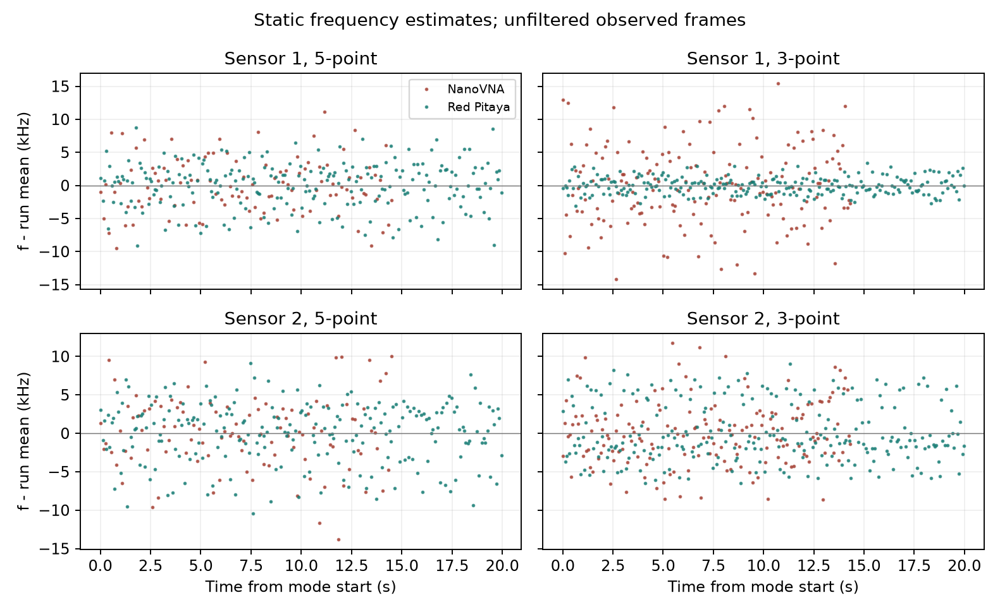 Static frequency estimates; unfiltered observed frames
Sensor 1, 5-point
Sensor 1, 3-point
NanoVNA
Red Pitaya
f - run mean (kHz)
15
10
5
0
−5
−10
−15
Sensor 2, 5-point
Sensor 2, 3-point
f - run mean (kHz)
10
5
0
−5
−10
−15
0.0 2.5 5.0 7.5 10.0 12.5 15.0 17.5 20.0
0.0 2.5 5.0 7.5 10.0 12.5 15.0 17.5 20.0
Time from mode start (s)
Time from mode start (s)